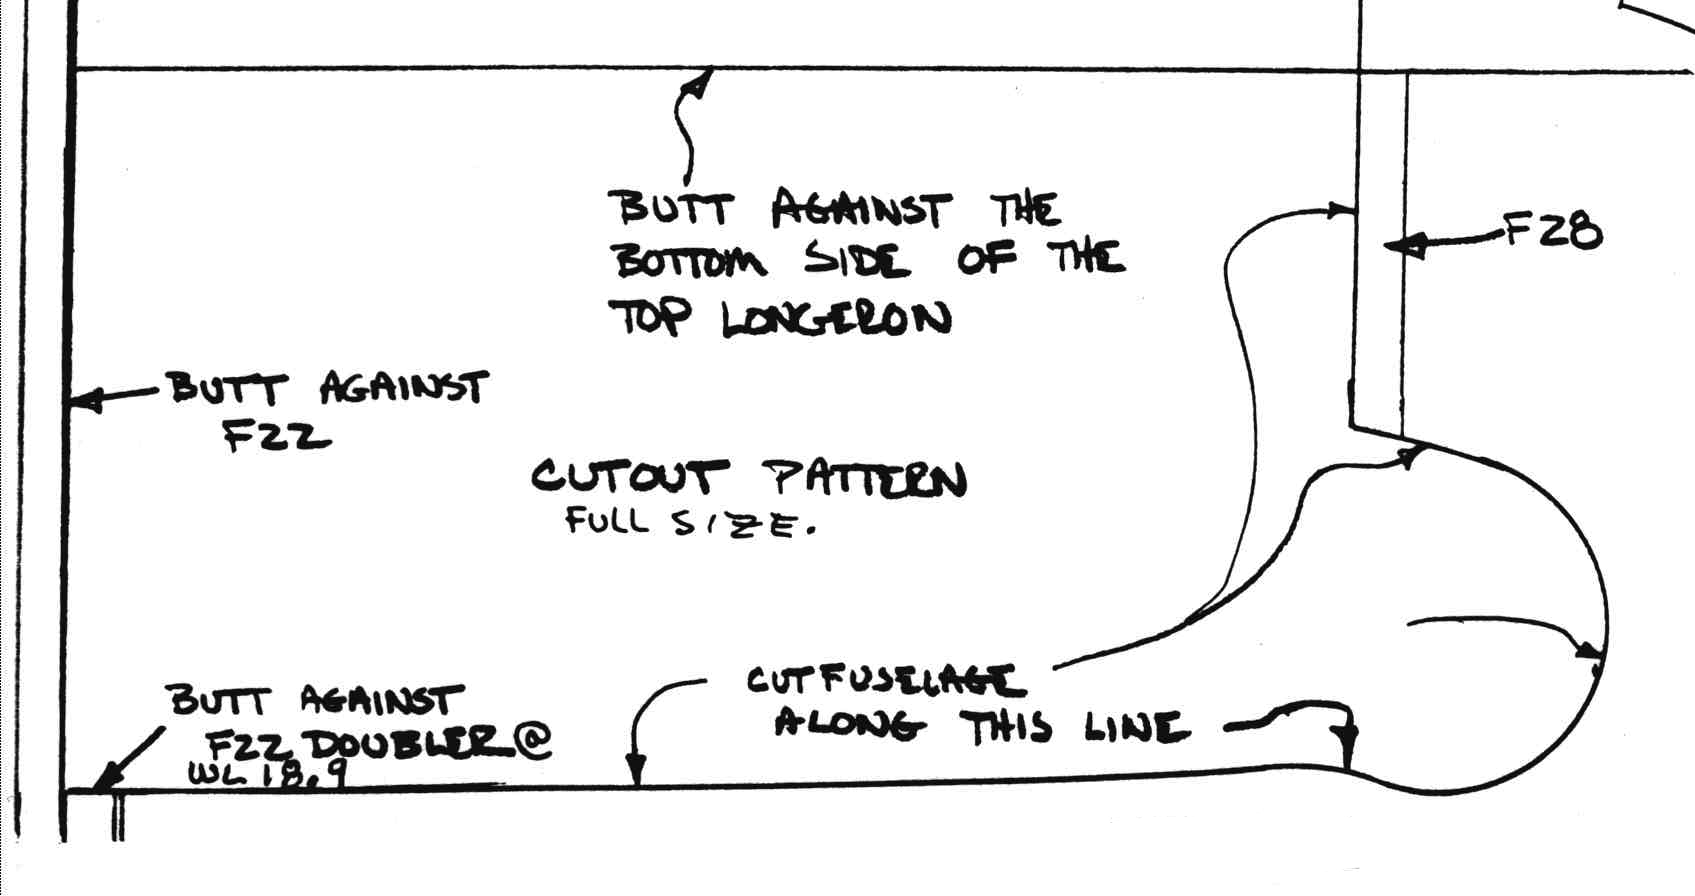 BUTT AGAINST THE
BOTTOM SIDE OF THE
TOP LONGERON
F28
BUTT AGAINST
F22
CUTOUT PATTERN
FULL SIZE.
CUT FUSELAGE
ALONG THIS LINE
BUTT AGAINST
F22 DOUBLER @
WL 18.9